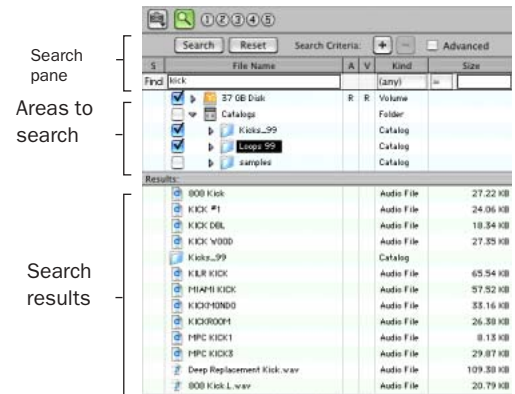 ① ② ③ ④ ⑤
Search Reset Search Criteria: + − Advanced
S File Name A V Kind Size
Find kick (any) =
37 GB Disk R R Volume
Catalogs Folder
Kicks_99 Catalog
Loops 99 Catalog
samples Catalog
Results:
808 Kick Audio File 27.22 KB
KICK #1 Audio File 24.06 KB
KICK DBL Audio File 18.34 KB
KICK WOOD Audio File 27.35 KB
Kicks_99 Catalog
KILR KICK Audio File 65.54 KB
MIAMI KICK Audio File 57.52 KB
KICKMONDO Audio File 33.16 KB
KICKROOM Audio File 26.38 KB
MPC KICK1 Audio File 8.13 KB
MPC KICK3 Audio File 29.87 KB
Deep Replacement Kick.wav Audio File 109.38 KB
808 Kick L.wav Audio File 20.79 KB
Search
pane
Areas to
search
Search
results